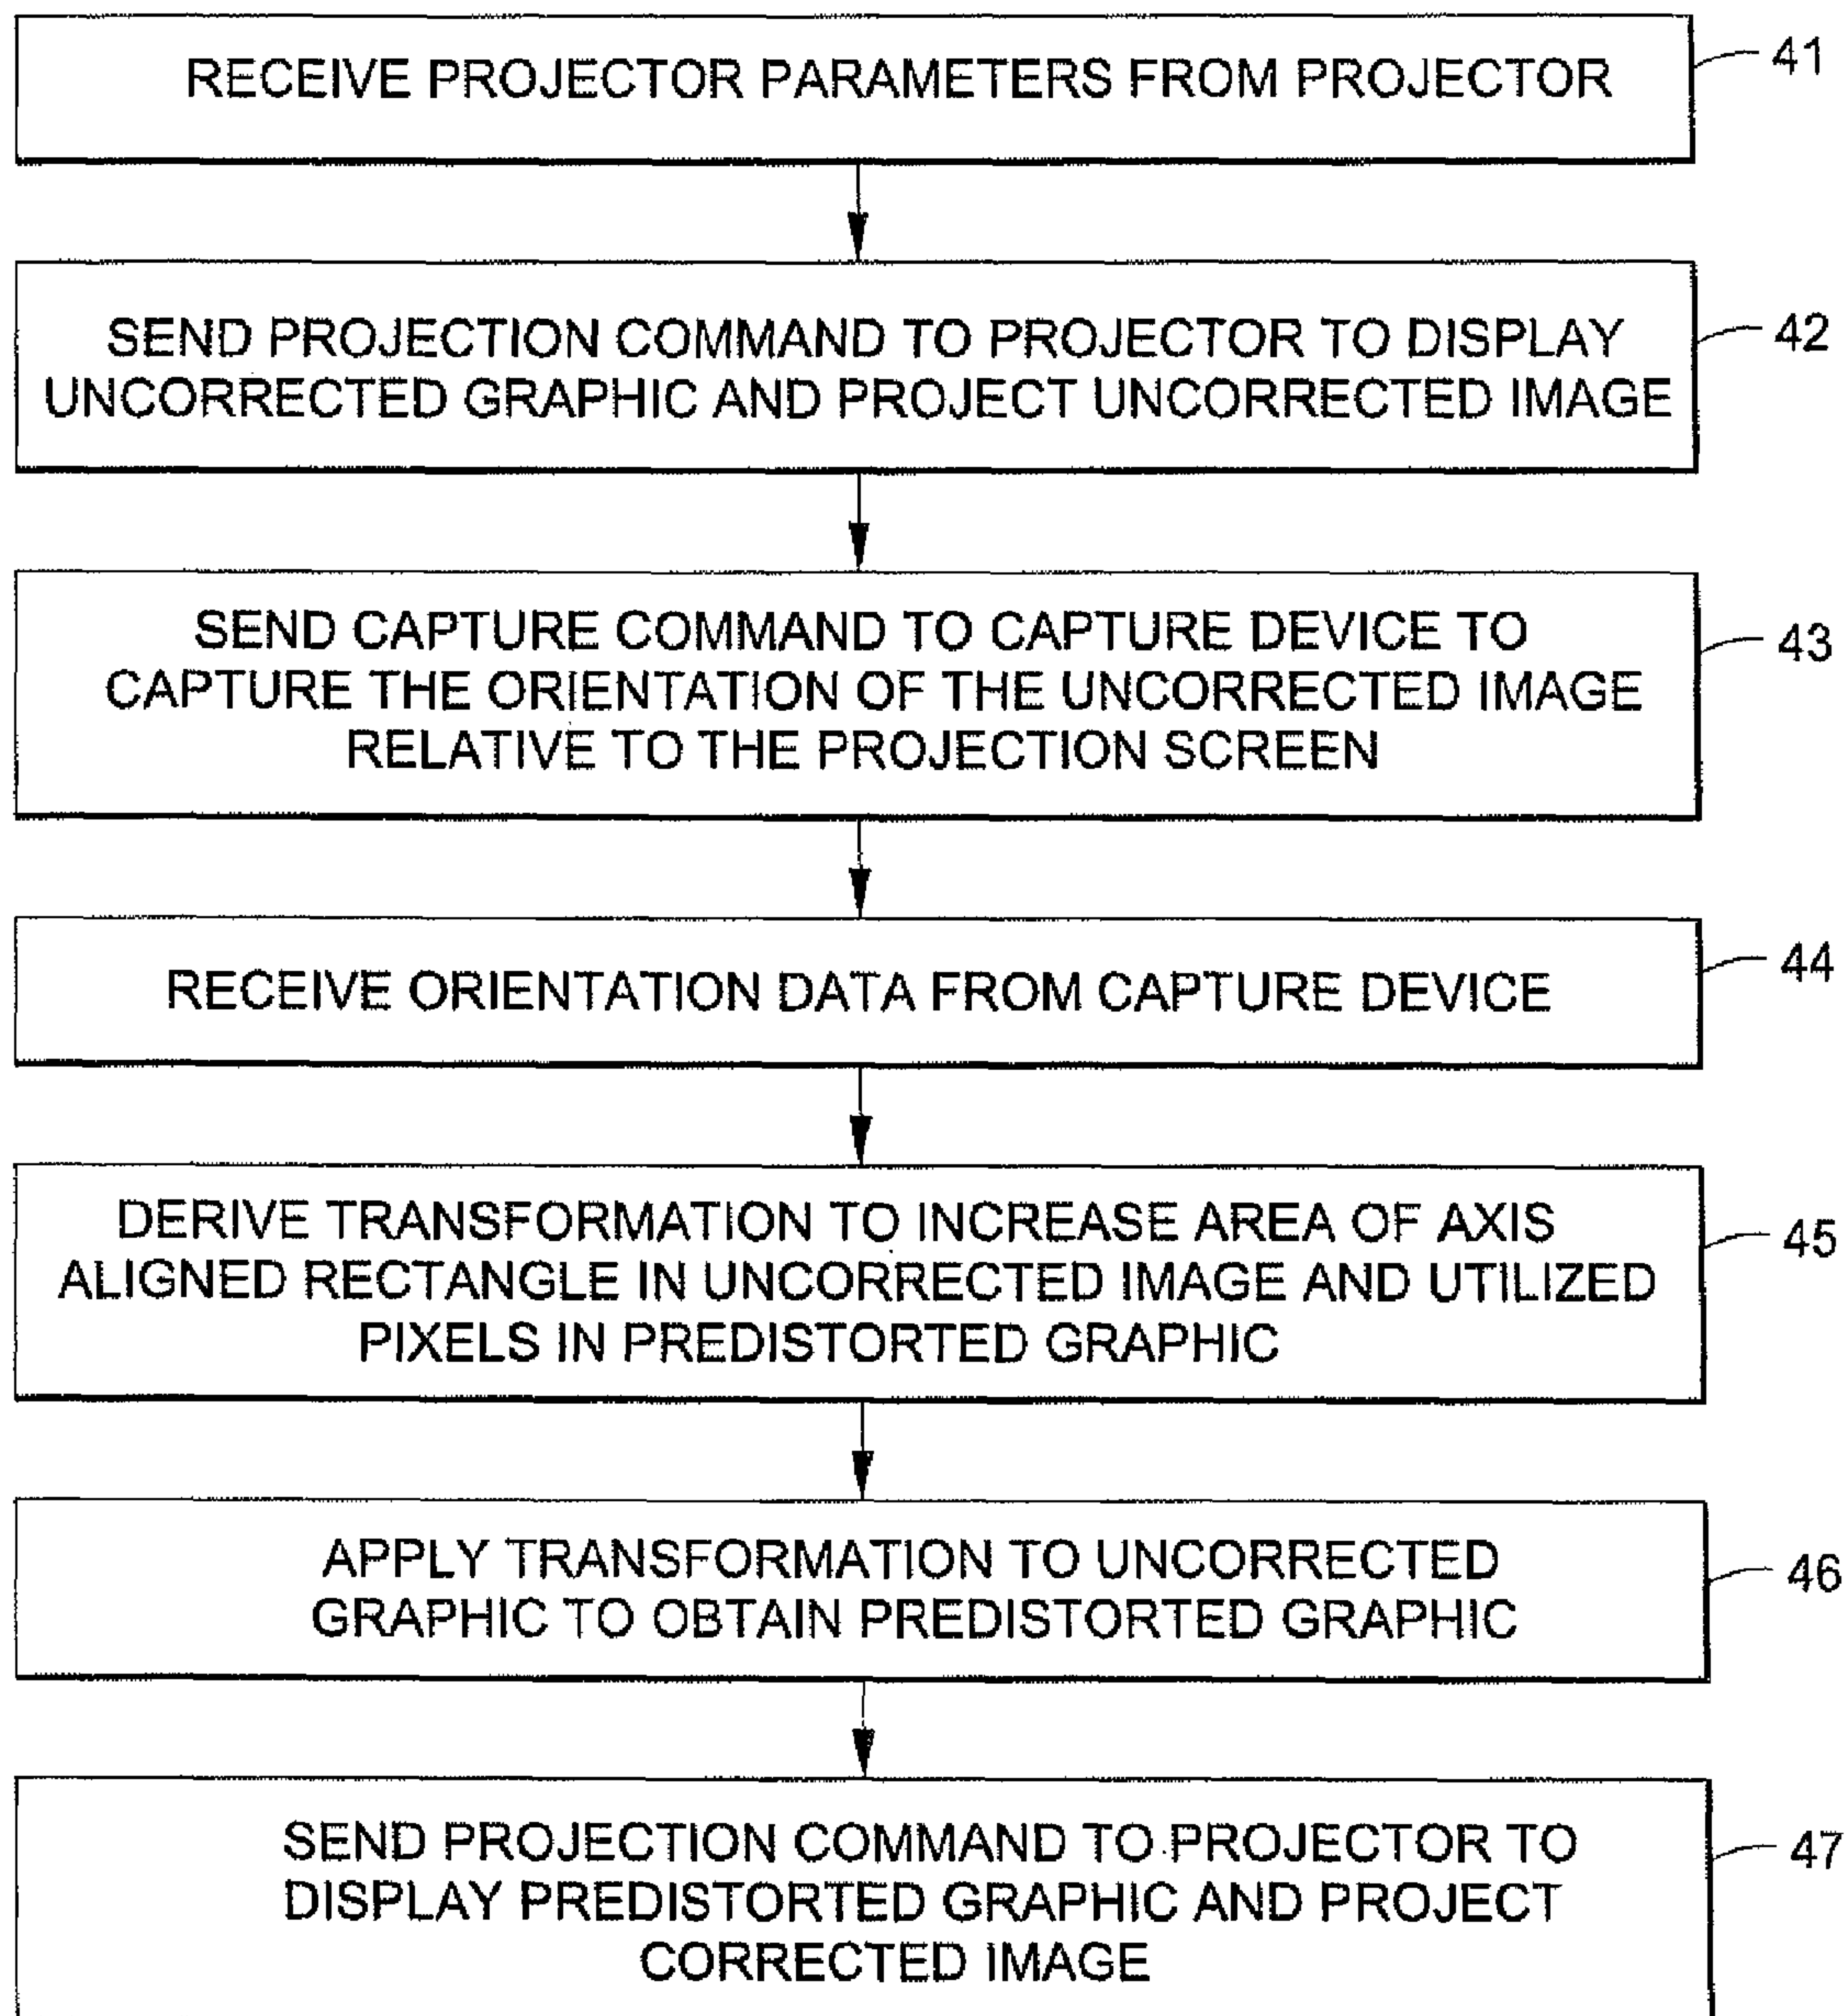 RECEIVE PROJECTOR PARAMETERS FROM PROJECTOR
41
SEND PROJECTION COMMAND TO PROJECTOR TO DISPLAY
UNCORRECTED GRAPHIC AND PROJECT UNCORRECTED IMAGE
42
SEND CAPTURE COMMAND TO CAPTURE DEVICE TO
CAPTURE THE ORIENTATION OF THE UNCORRECTED IMAGE
RELATIVE TO THE PROJECTION SCREEN
43
RECEIVE ORIENTATION DATA FROM CAPTURE DEVICE
44
DERIVE TRANSFORMATION TO INCREASE AREA OF AXIS
ALIGNED RECTANGLE IN UNCORRECTED IMAGE AND UTILIZED
PIXELS IN PREDISTORTED GRAPHIC
45
APPLY TRANSFORMATION TO UNCORRECTED
GRAPHIC TO OBTAIN PREDISTORTED GRAPHIC
46
SEND PROJECTION COMMAND TO PROJECTOR TO
DISPLAY PREDISTORTED GRAPHIC AND PROJECT
CORRECTED IMAGE
47